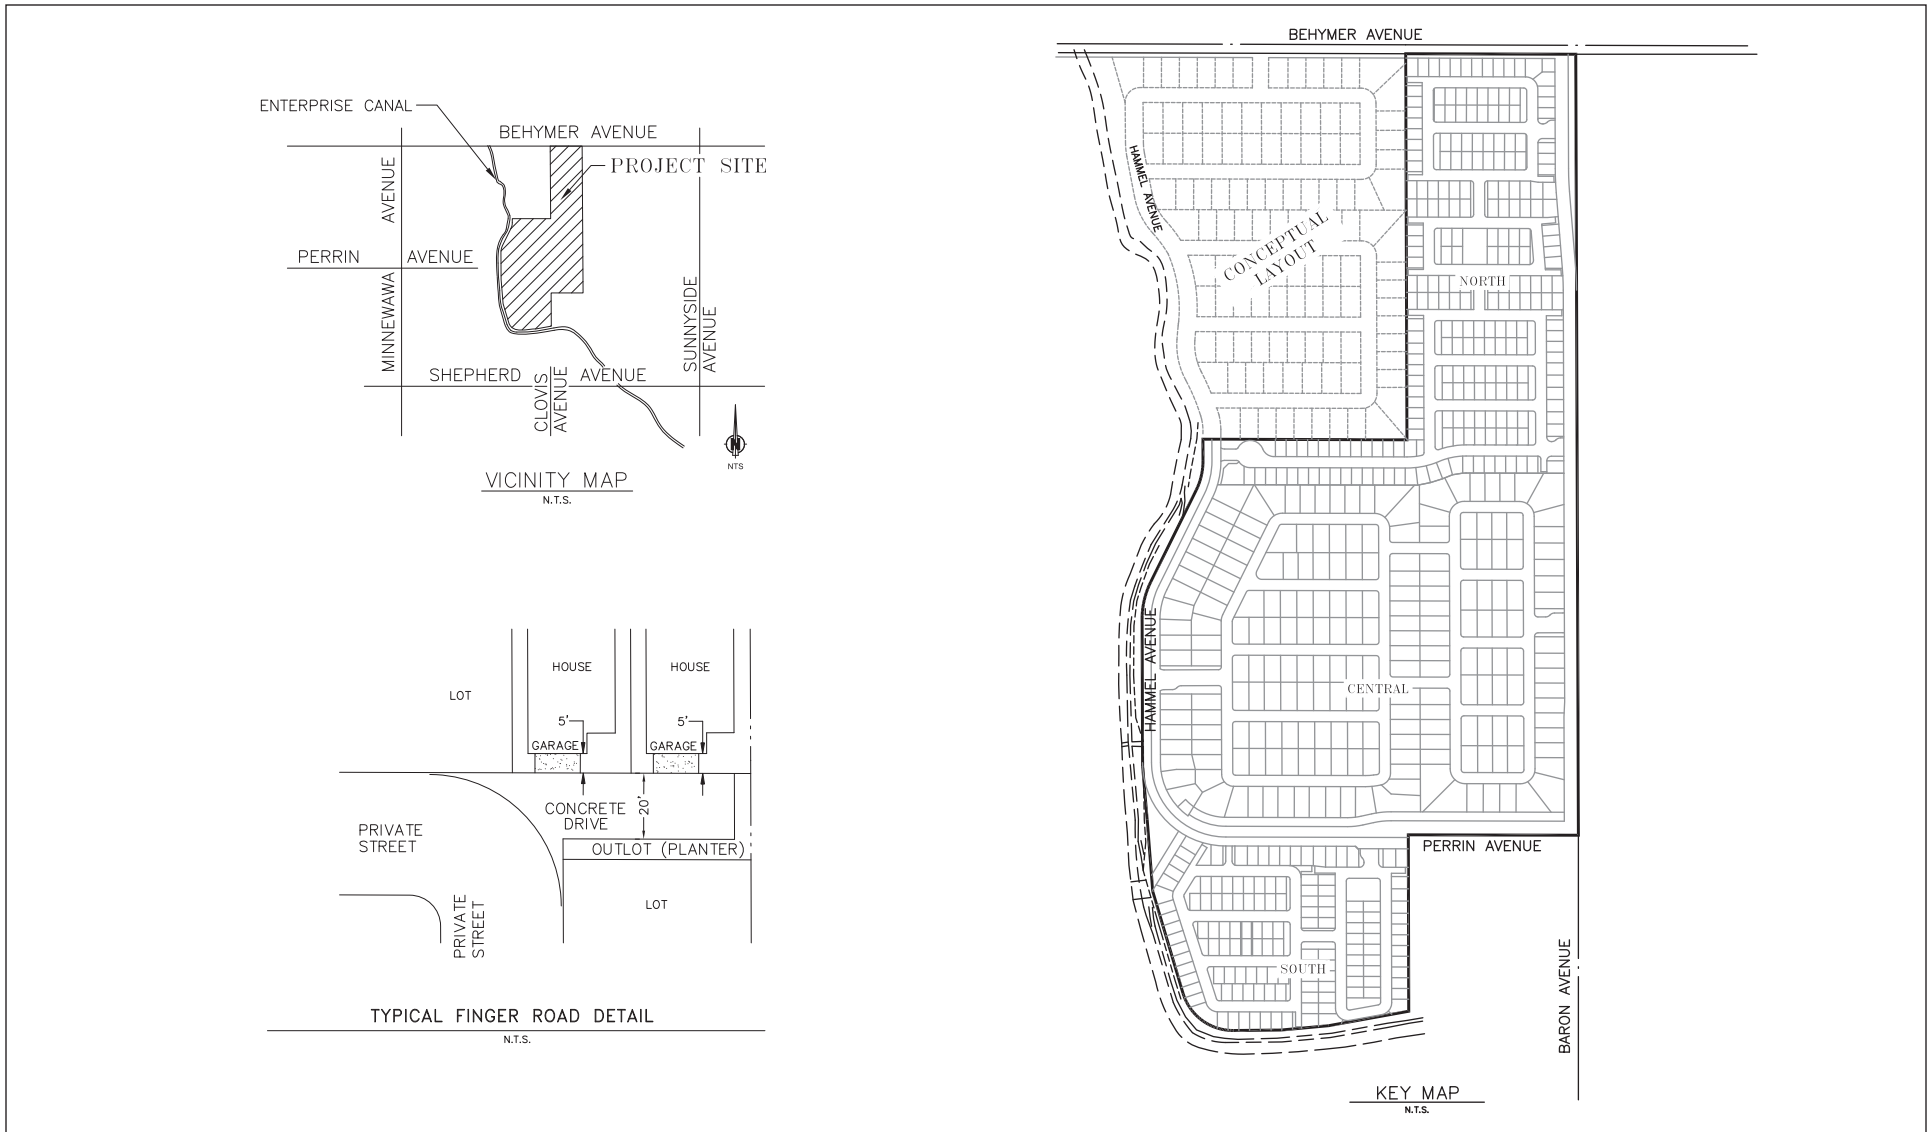 ENTERPRISE CANAL
BEHYMER AVENUE
PROJECT SITE
AVENUE
MINNEWAWA
PERRIN AVENUE
SUNNYSIDE
AVENUE
SHEPHERD AVENUE
CLOVIS
AVENUE
N
NTS
VICINITY MAP
N.T.S.
HOUSE
HOUSE
LOT
5'
5'
GARAGE
GARAGE
CONCRETE
DRIVE
20'
PRIVATE
STREET
OUTLOT (PLANTER)
PRIVATE
STREET
LOT
TYPICAL FINGER ROAD DETAIL
N.T.S.
BEHYMER AVENUE
HAMMEL AVENUE
CONCEPTUAL
LAYOUT
NORTH
HAMMEL AVENUE
CENTRAL
PERRIN AVENUE
SOUTH
BARON AVENUE
KEY MAP
N.T.S.